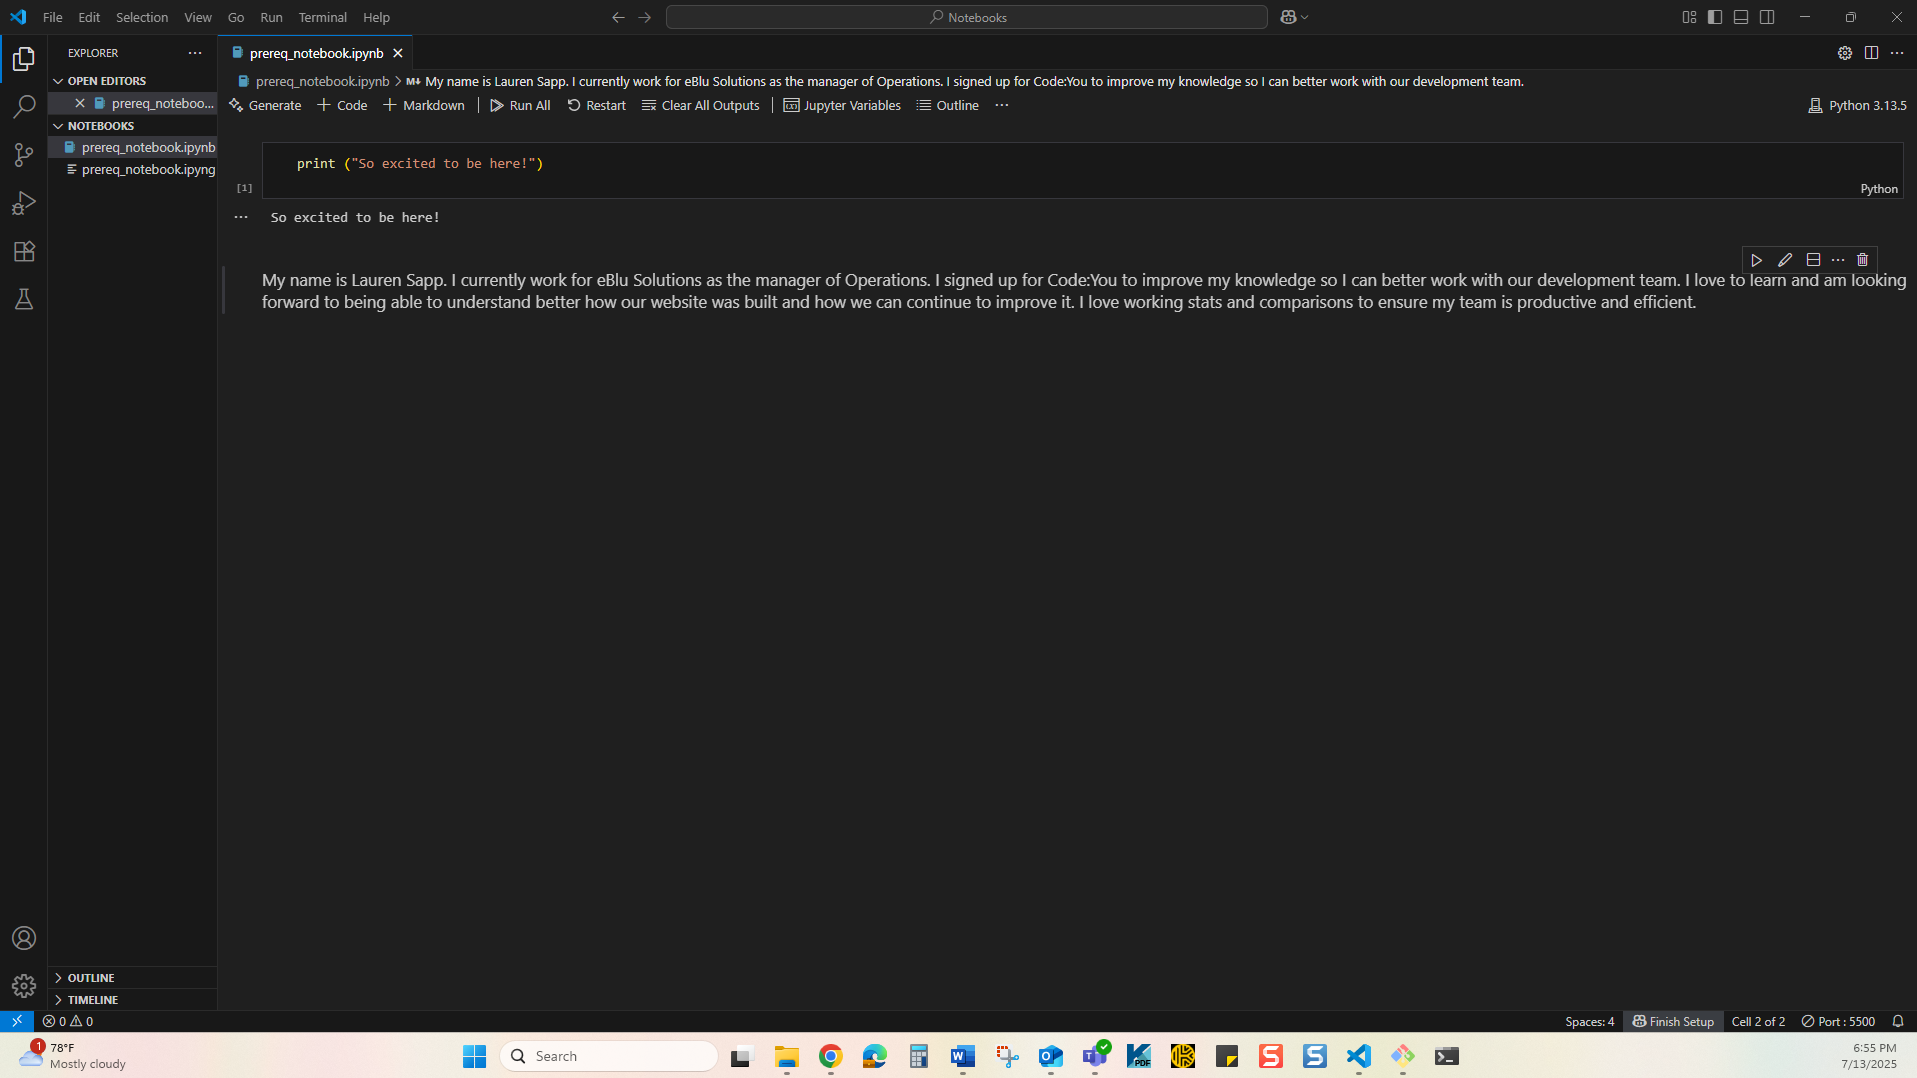 File Edit Selection View Go Run Terminal Help
Notebooks
EXPLORER
OPEN EDITORS
prereq_noteboo...
NOTEBOOKS
prereq_notebook.ipynb
prereq_notebook.ipyng
OUTLINE
TIMELINE
prereq_notebook.ipynb
prereq_notebook.ipynb > M↓ My name is Lauren Sapp. I currently work for eBlu Solutions as the manager of Operations. I signed up for Code:You to improve my knowledge so I can better work with our development team.
Generate + Code + Markdown | Run All Restart Clear All Outputs | Jupyter Variables Outline ... Python 3.13.5
print ("So excited to be here!")
[1]
Python
So excited to be here!
My name is Lauren Sapp. I currently work for eBlu Solutions as the manager of Operations. I signed up for Code:You to improve my knowledge so I can better work with our development team. I love to learn and am looking
forward to being able to understand better how our website was built and how we can continue to improve it. I love working stats and comparisons to ensure my team is productive and efficient.
0 0 Spaces: 4 Finish Setup Cell 2 of 2 Port : 5500
1
78°F
Mostly cloudy
Search
6:55 PM
7/13/2025